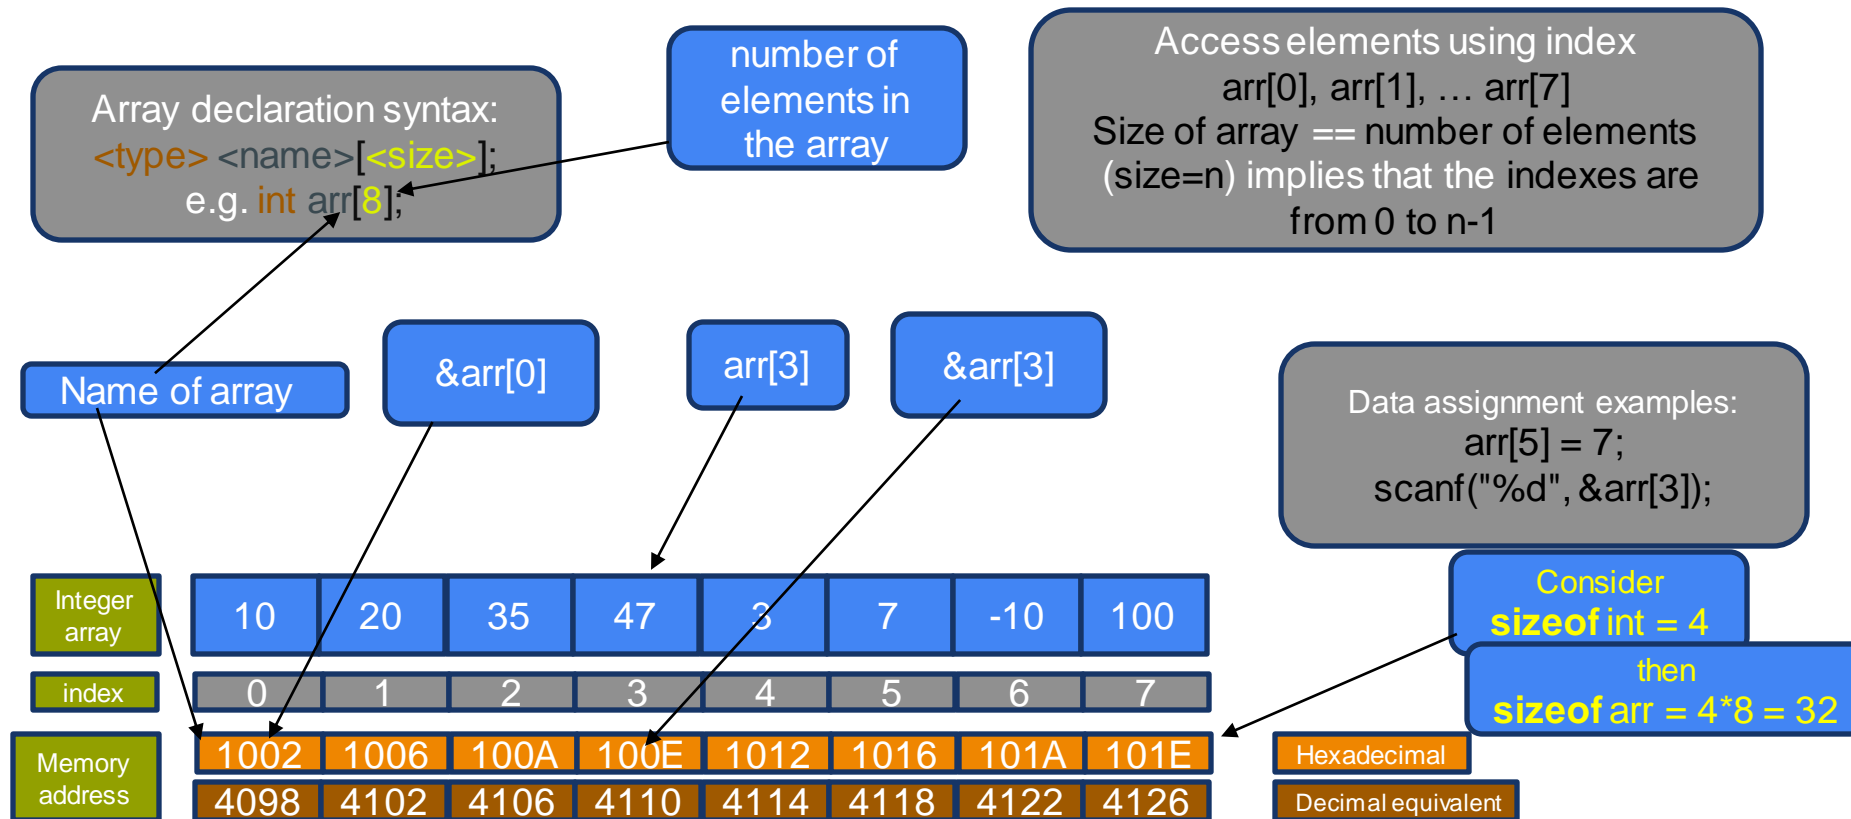 Array declaration syntax:
<type> <name>[<size>];
e.g. int arr[8];
number of
elements in
the array
Access elements using index
arr[0], arr[1], … arr[7]
Size of array == number of elements
(size=n) implies that the indexes are
from 0 to n-1
Name of array
&arr[0]
arr[3]
&arr[3]
Data assignment examples:
arr[5] = 7;
scanf("%d", &arr[3]);
Consider
sizeof int = 4
then
sizeof arr = 4*8 = 32
Integer
array
10 20 35 47 3 7 -10 100
index
0 1 2 3 4 5 6 7
Memory
address
1002 1006 100A 100E 1012 1016 101A 101E
Hexadecimal
4098 4102 4106 4110 4114 4118 4122 4126
Decimal equivalent